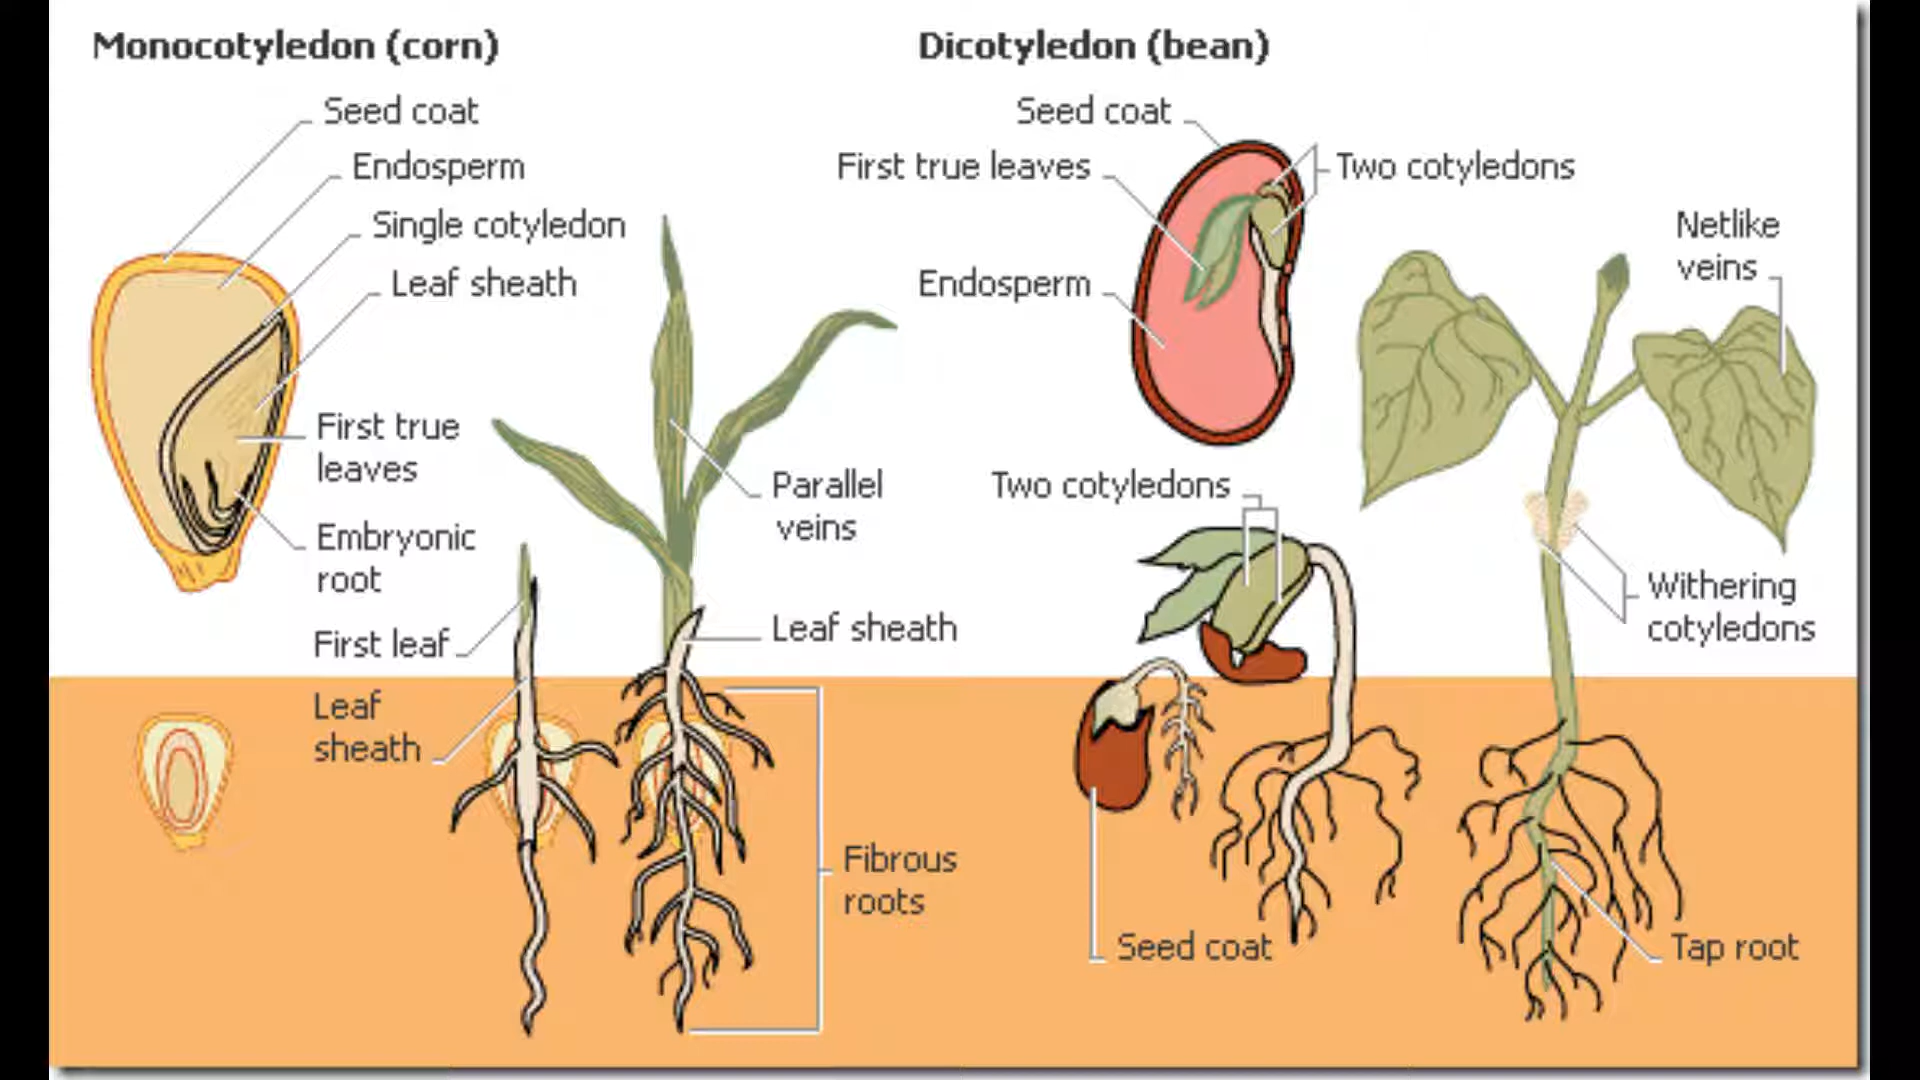 Monocotyledon (corn)
Seed coat
Endosperm
Single cotyledon
Leaf sheath
First true
leaves
Embryonic
root
First leaf
Leaf
sheath
Parallel
veins
Leaf sheath
Fibrous
roots
Dicotyledon (bean)
Seed coat
First true leaves
Two cotyledons
Endosperm
Netlike
veins
Two cotyledons
Withering
cotyledons
Seed coat
Tap root